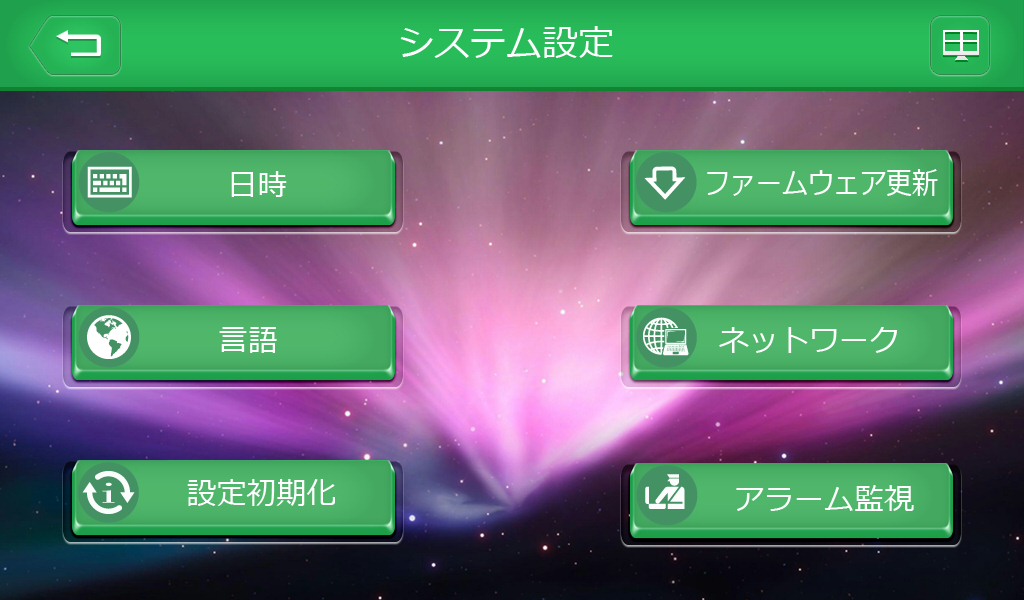 システム設定
日時
ファームウェア更新
言語
ネットワーク
設定初期化
アラーム監視